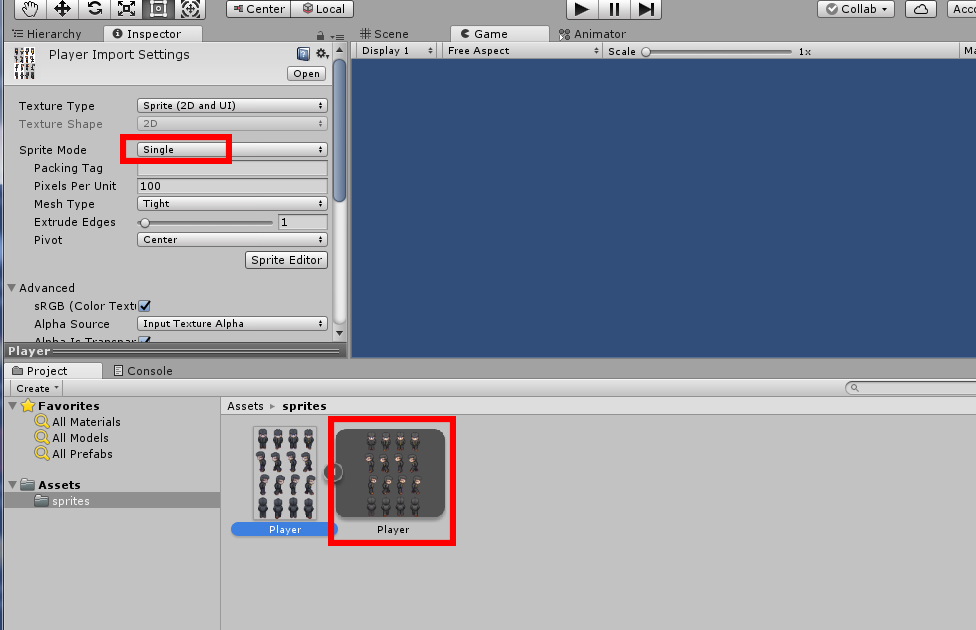 Center Local Collab Acco
Hierarchy Inspector Scene Game Animator
Player Import Settings
Display 1 Free Aspect Scale 1x Ma
Open
Texture Type Sprite (2D and UI)
Texture Shape 2D
Sprite Mode Single
Packing Tag
Pixels Per Unit 100
Mesh Type Tight
Extrude Edges 1
Pivot Center
Sprite Editor
Advanced
sRGB (Color Textu
Alpha Source Input Texture Alpha
Alpha Is Transpar
Player
Project Console
Create
Favorites
All Materials
All Models
All Prefabs
Assets
sprites
Assets ▸ sprites
Player Player